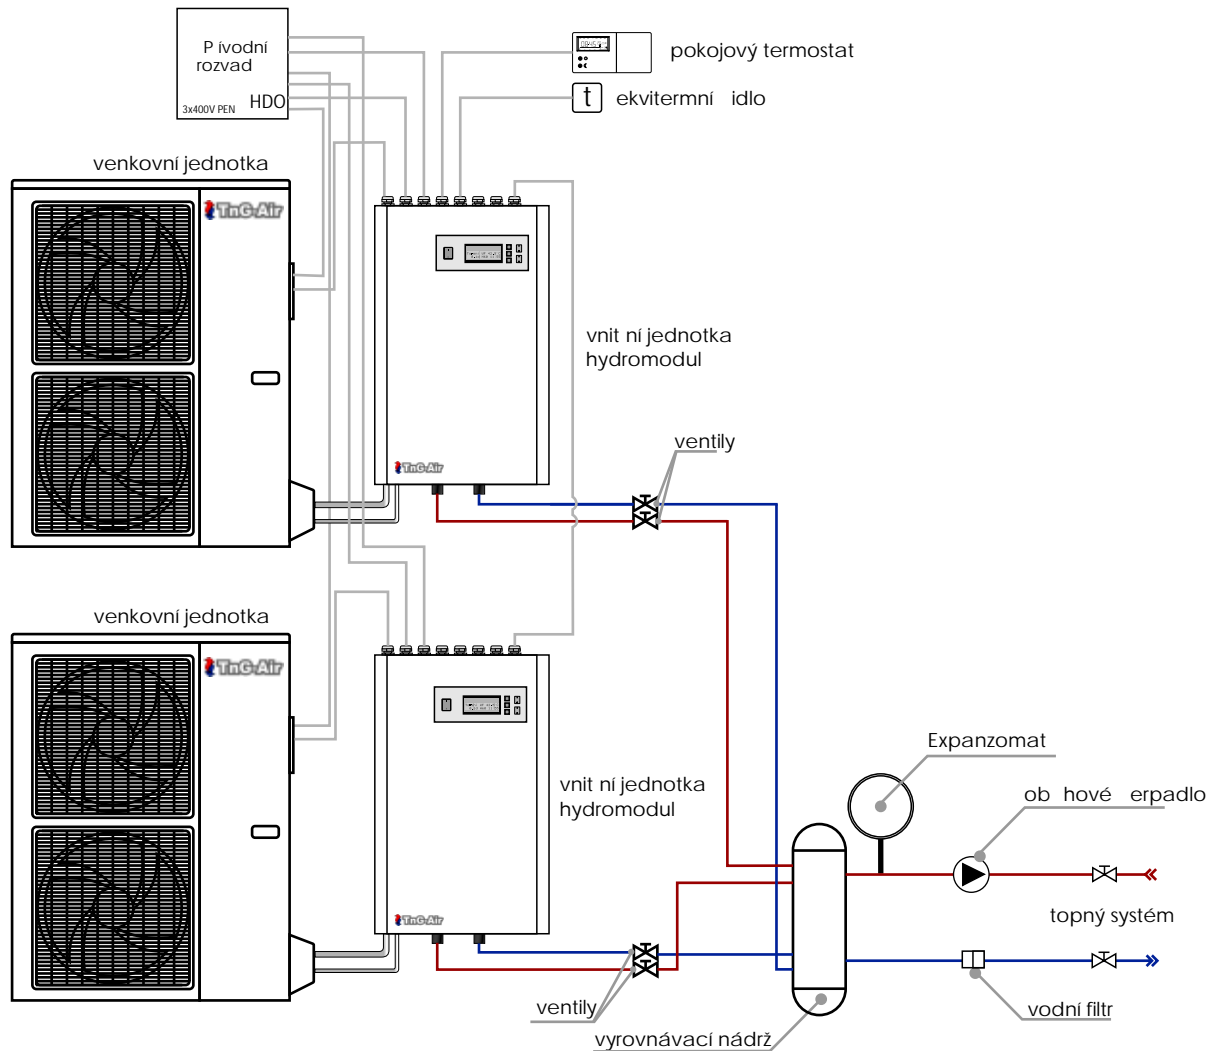 P ívodní
rozvad
HDO
3x400V PEN
pokojový termostat
t
ekvitermní idlo
venkovní jednotka
TnG-Air
vnit ní jednotka
hydromodul
TnG-Air
ventily
venkovní jednotka
TnG-Air
vnit ní jednotka
hydromodul
TnG-Air
Expanzomat
ob hové erpadlo
topný systém
ventily
vodní filtr
vyrovnávací nádrž